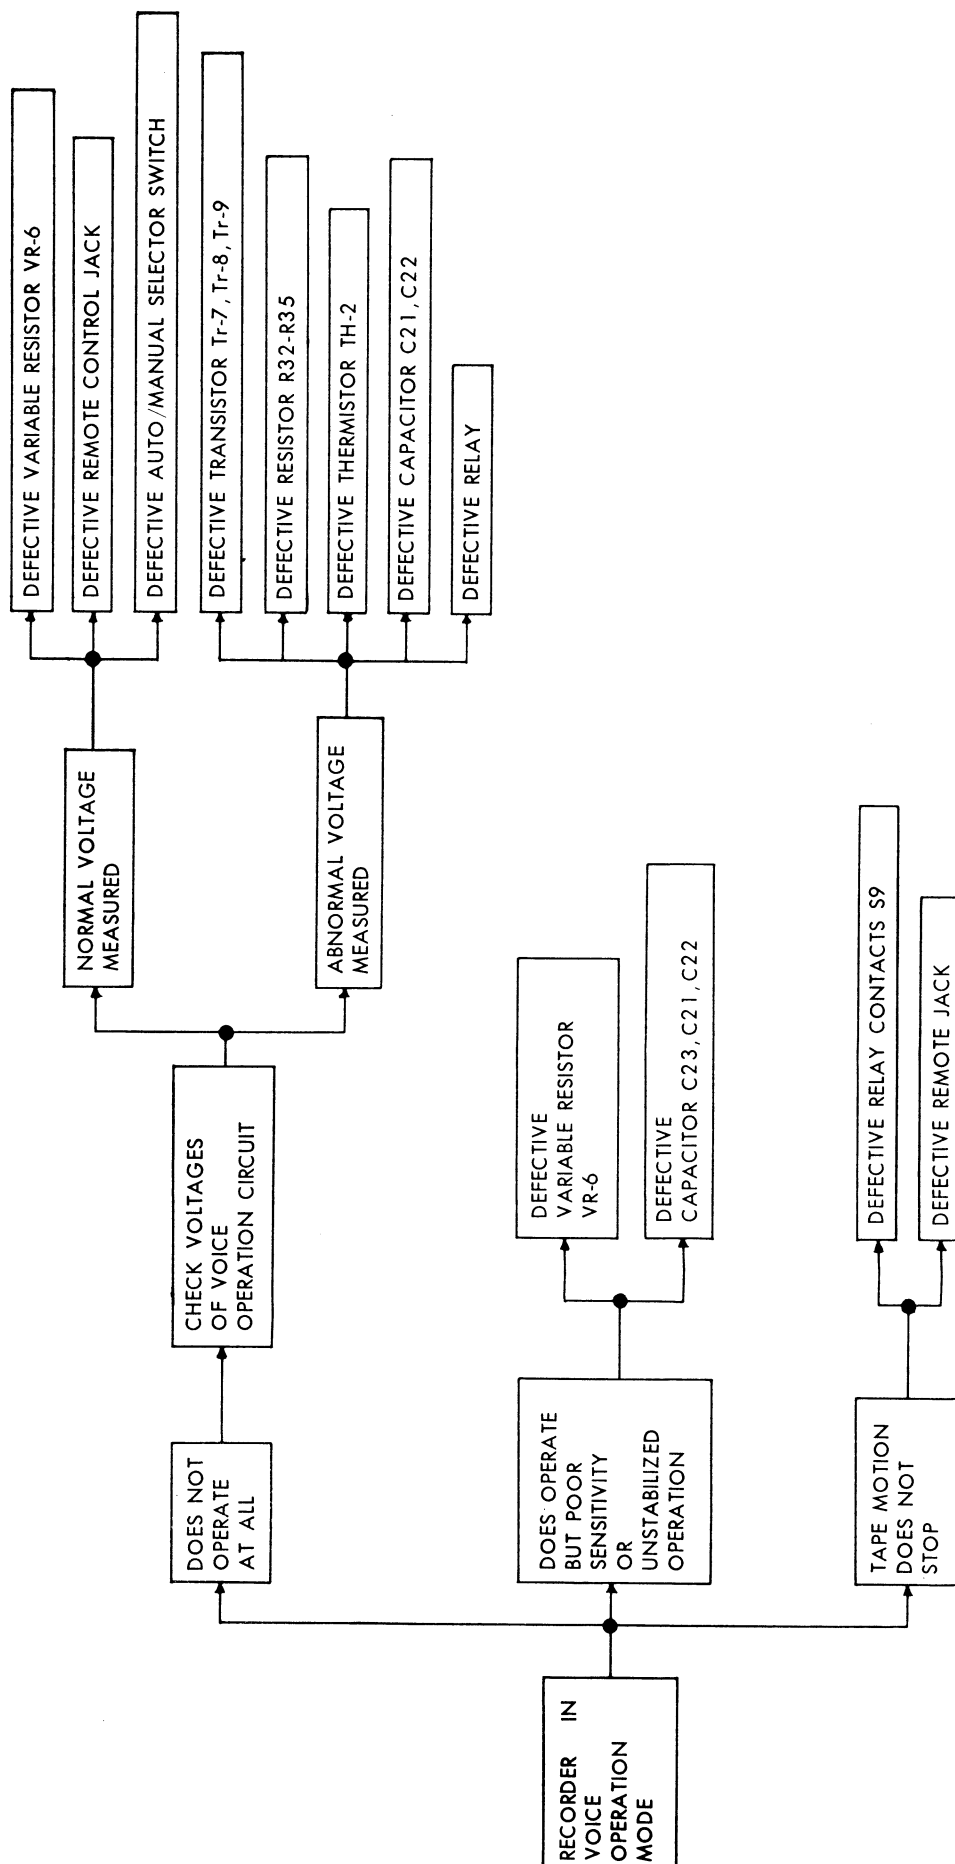 RECORDER IN
VOICE
OPERATION
MODE
DOES NOT
OPERATE
AT ALL
CHECK VOLTAGES
OF VOICE
OPERATION CIRCUIT
NORMAL VOLTAGE
MEASURED
DEFECTIVE VARIABLE RESISTOR VR-6
DEFECTIVE REMOTE CONTROL JACK
DEFECTIVE AUTO/MANUAL SELECTOR SWITCH
ABNORMAL VOLTAGE
MEASURED
DEFECTIVE TRANSISTOR Tr-7, Tr-8, Tr-9
DEFECTIVE RESISTOR R32-R35
DEFECTIVE THERMISTOR TH-2
DEFECTIVE CAPACITOR C21, C22
DEFECTIVE RELAY
DOES OPERATE
BUT POOR
SENSITIVITY
OR
UNSTABILIZED
OPERATION
DEFECTIVE
VARIABLE RESISTOR
VR-6
DEFECTIVE
CAPACITOR C23, C21, C22
TAPE MOTION
DOES NOT
STOP
DEFECTIVE RELAY CONTACTS S9
DEFECTIVE REMOTE JACK